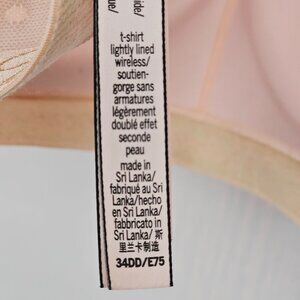 t-shirt
lightly lined
wireless/
soutien-
gorge sans
armatures
légèrement
doublé effet
seconde
peau
made in
Sri Lanka/
fabriqué au Sri
Lanka/hecho
en Sri Lanka/
fabbricato in
Sri Lanka/ 斯
里兰卡制造
34DD/E75